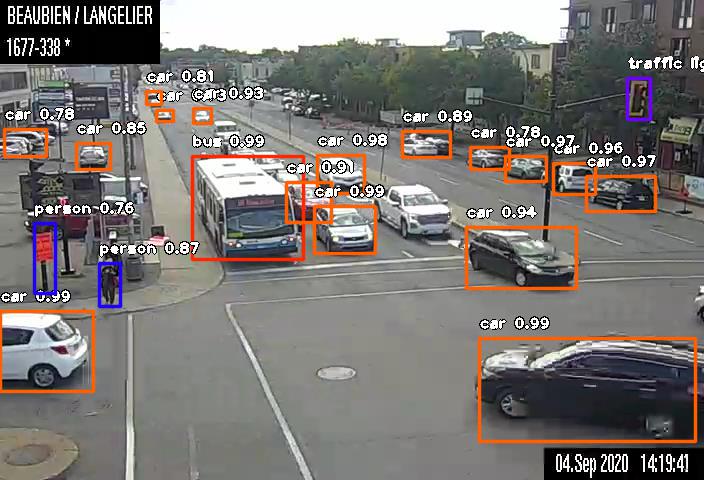 BEAUBIEN / LANGELIER
1677-338 *
car 0.81
car 0.93
traffic lig
car 0.78
car 0.85
bus 0.99
car 0.98
car 0.89
car 0.78
car 0.97
car 0.96
car 0.97
car 0.91
car 0.99
person 0.76
car 0.94
person 0.87
car 0.99
car 0.99
04.Sep 2020 14:19:41